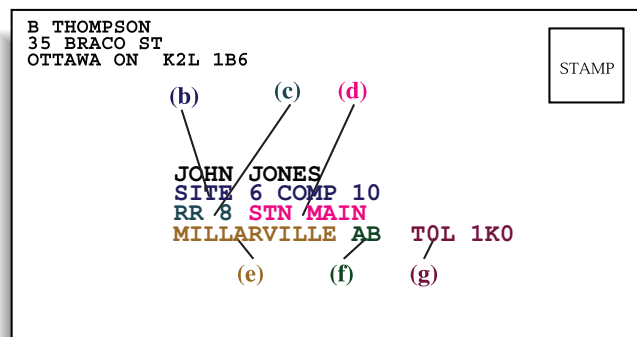 B THOMPSON
35 BRACO ST
OTTAWA ON  K2L 1B6
STAMP
(b)
(c)
(d)
JOHN JONES
SITE 6 COMP 10
RR 8 STN MAIN
MILLARVILLE AB  T0L 1K0
(e)
(f)
(g)